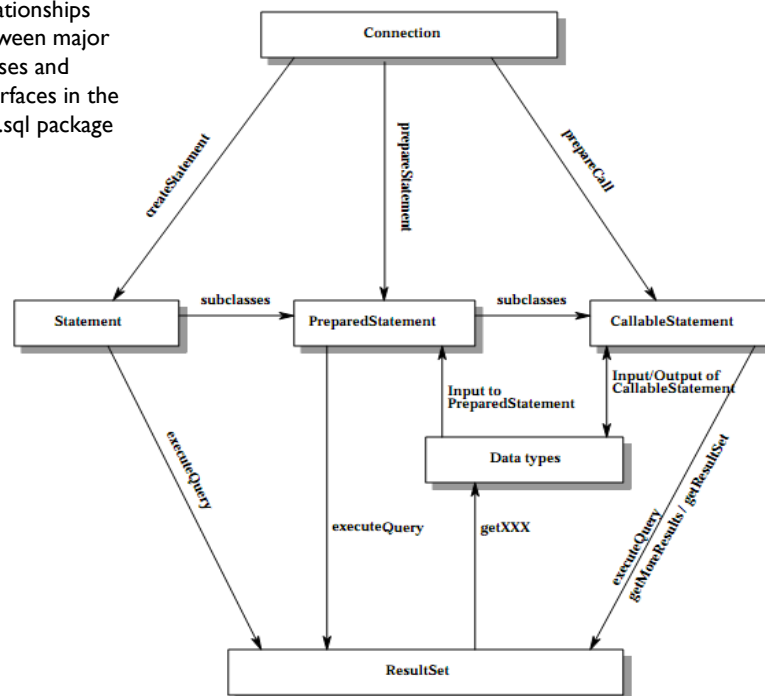 ationships
ween major
ses and
rfaces in the
.sql package
Connection
createStatement
prepareStatement
prepareCall
subclasses
subclasses
Statement
PreparedStatement
CallableStatement
Input to
PreparedStatement
Input/Output of
CallableStatement
Data types
executeQuery
executeQuery
getXXX
executeQuery
getMoreResults / getResultSet
ResultSet